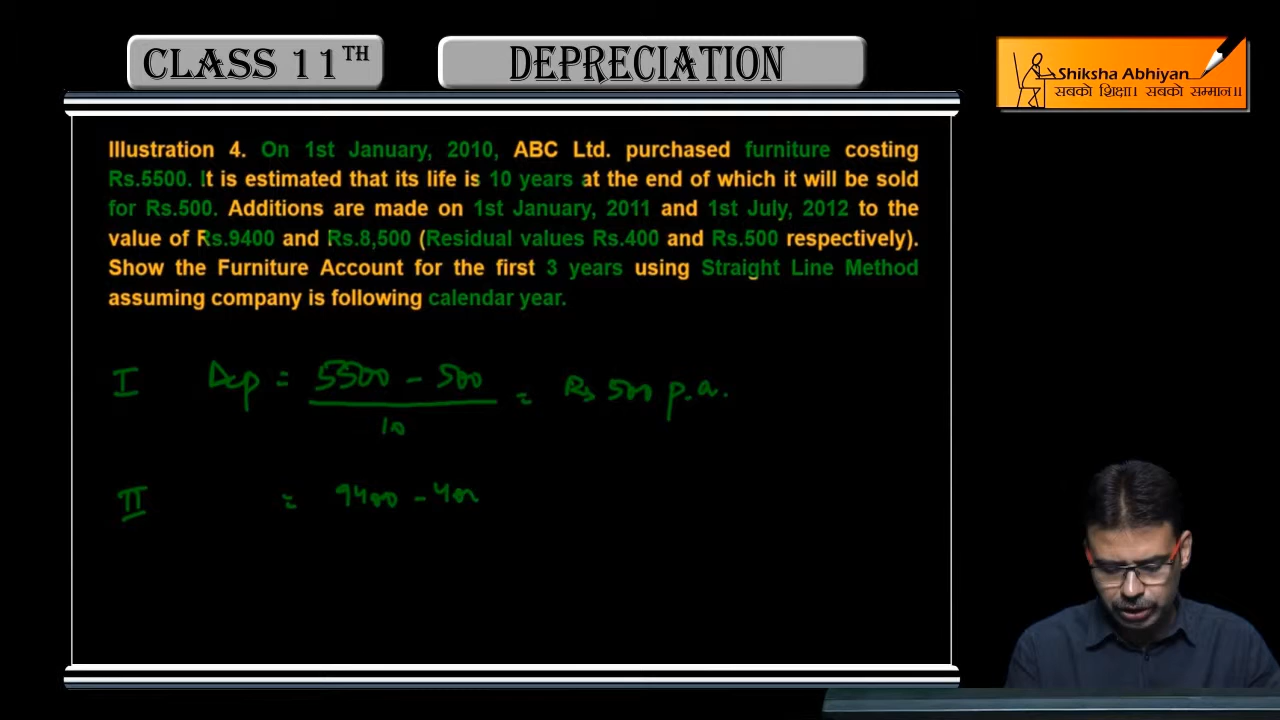 CLASS 11TH
DEPRECIATION
Shiksha Abhiyan
सबको शिक्षा। सबको सम्मान।।
Illustration 4. On 1st January, 2010, ABC Ltd. purchased furniture costing
Rs.5500. It is estimated that its life is 10 years at the end of which it will be sold
for Rs.500. Additions are made on 1st January, 2011 and 1st July, 2012 to the
value of Rs.9400 and Rs.8,500 (Residual values Rs.400 and Rs.500 respectively).
Show the Furniture Account for the first 3 years using Straight Line Method
assuming company is following calendar year.
I Dep = 5500 - 500 = Rs 500 p.a.
10
II = 9400 - 400